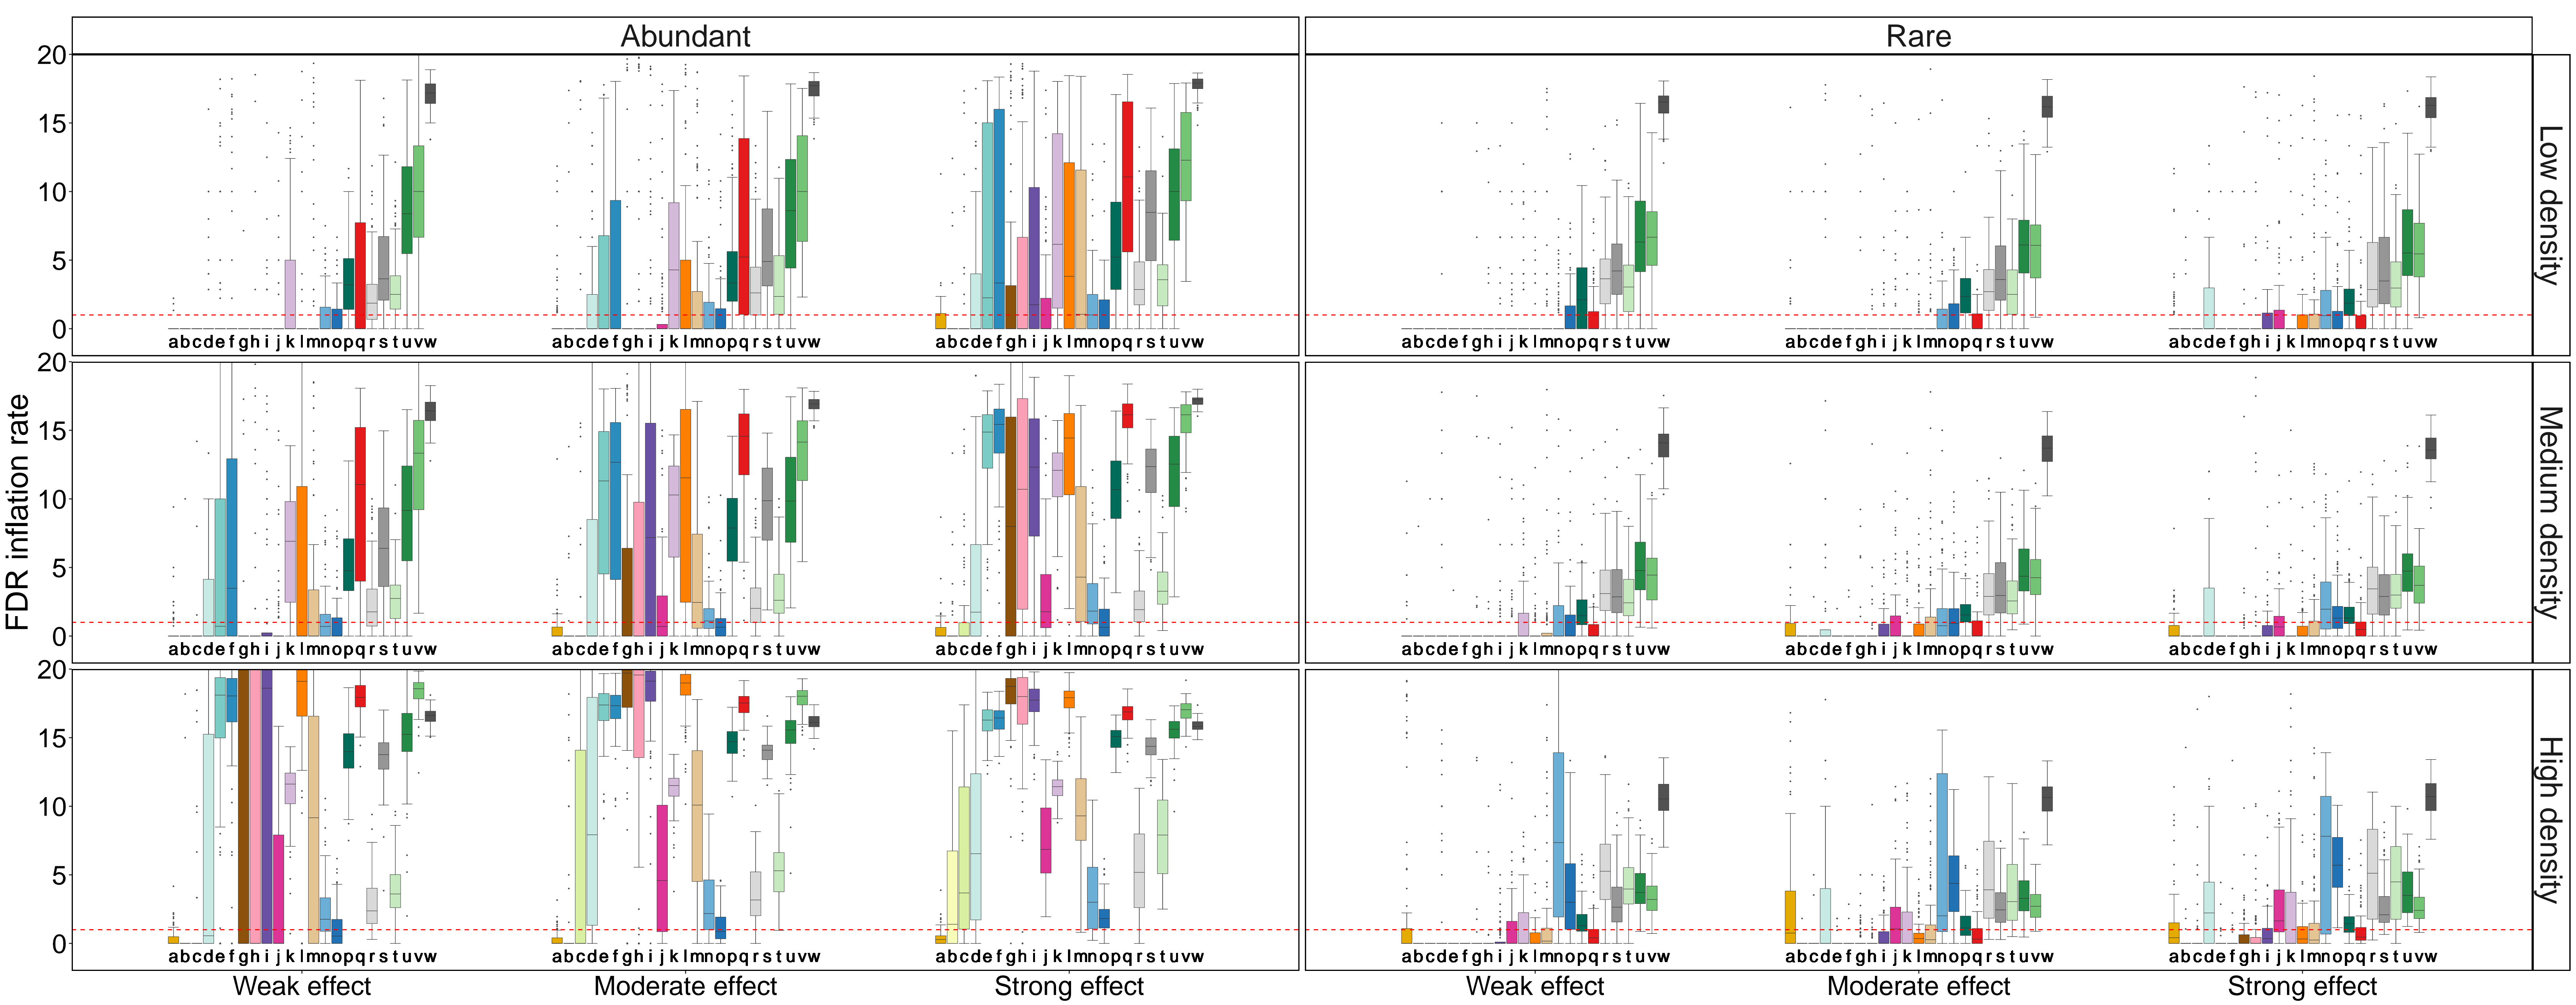 Abundant
Rare
FDR inflation rate
20
15
10
5
0
abcdefghijklmnopqrstuvw
abcdefghijklmnopqrstuvw
abcdefghijklmnopqrstuvw
abcdefghijklmnopqrstuvw
abcdefghijklmnopqrstuvw
abcdefghijklmnopqrstuvw
Low density
20
15
10
5
0
abcdefghijklmnopqrstuvw
abcdefghijklmnopqrstuvw
abcdefghijklmnopqrstuvw
abcdefghijklmnopqrstuvw
abcdefghijklmnopqrstuvw
abcdefghijklmnopqrstuvw
Medium density
20
15
10
5
0
abcdefghijklmnopqrstuvw
abcdefghijklmnopqrstuvw
abcdefghijklmnopqrstuvw
abcdefghijklmnopqrstuvw
abcdefghijklmnopqrstuvw
abcdefghijklmnopqrstuvw
High density
Weak effect
Moderate effect
Strong effect
Weak effect
Moderate effect
Strong effect